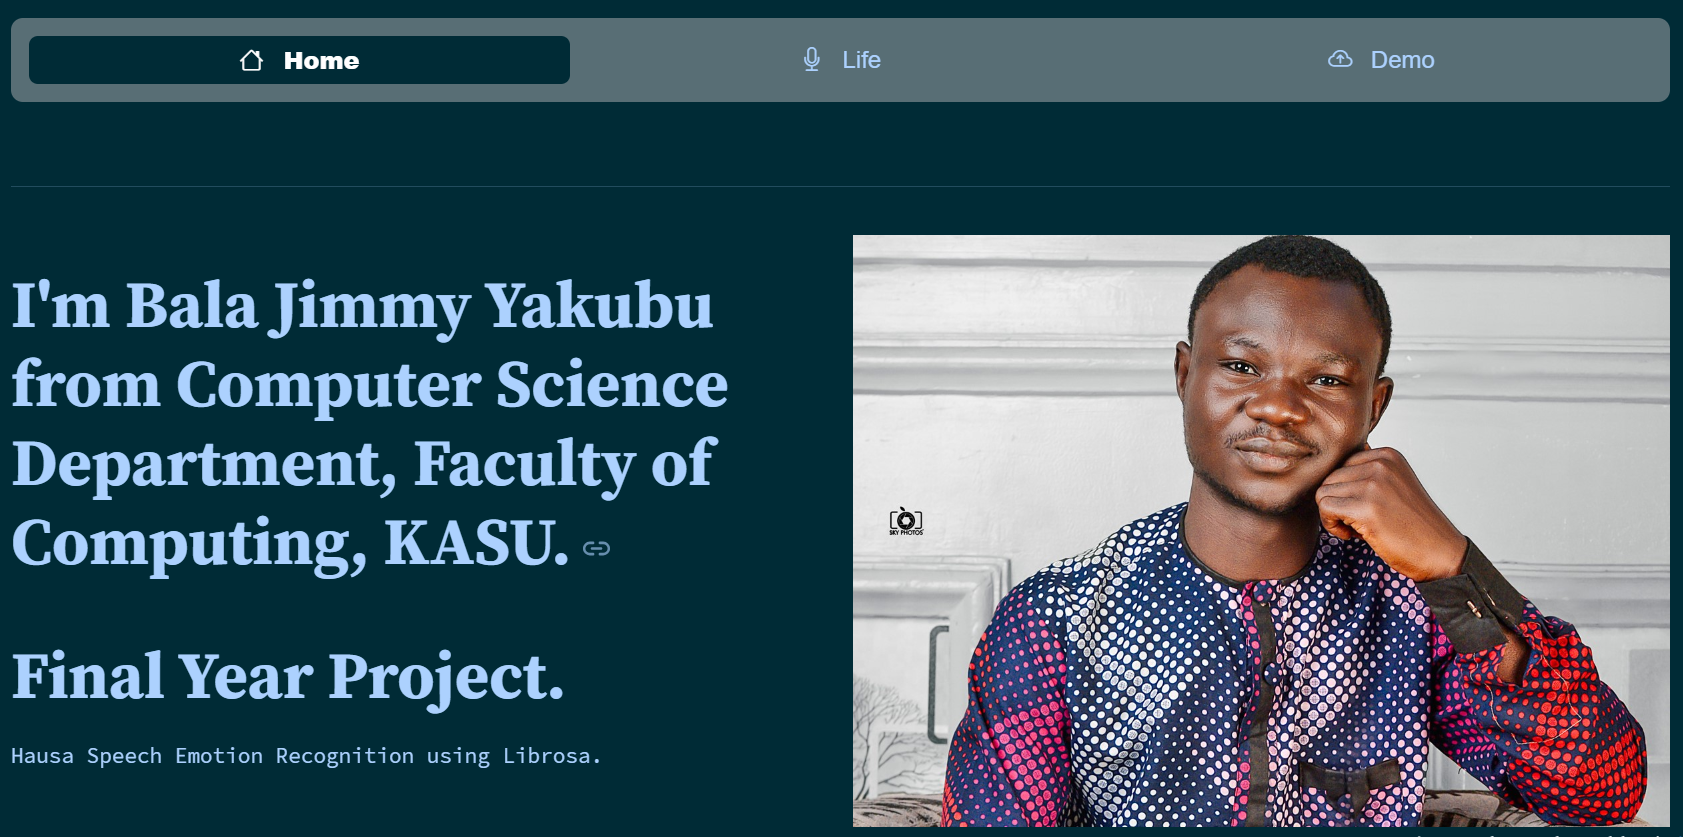 Home
Life
Demo
I'm Bala Jimmy Yakubu
from Computer Science
Department, Faculty of
Computing, KASU.
SKY PHOTOS
Final Year Project.
Hausa Speech Emotion Recognition using Librosa.